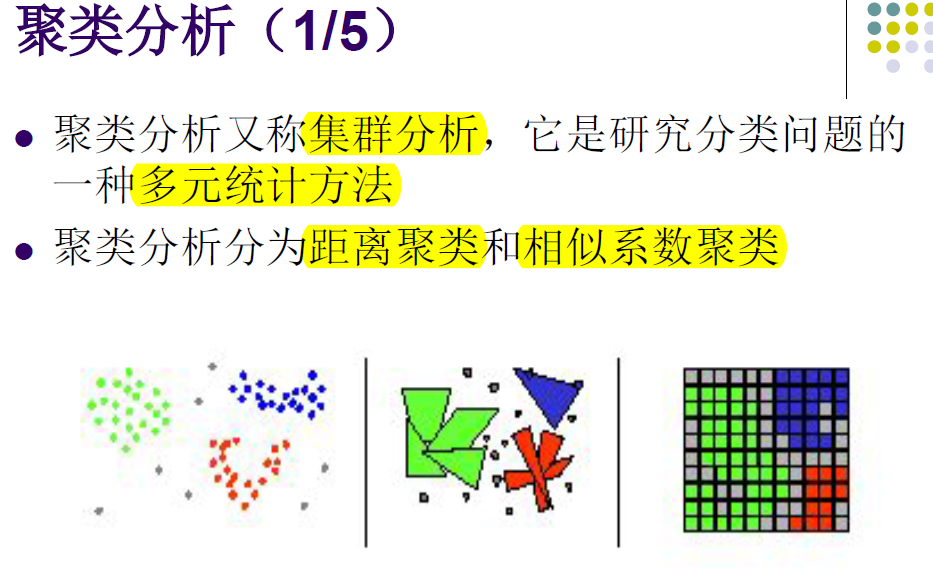 聚类分析（1/5）
聚类分析又称集群分析，它是研究分类问题的
一种多元统计方法
聚类分析分为距离聚类和相似系数聚类